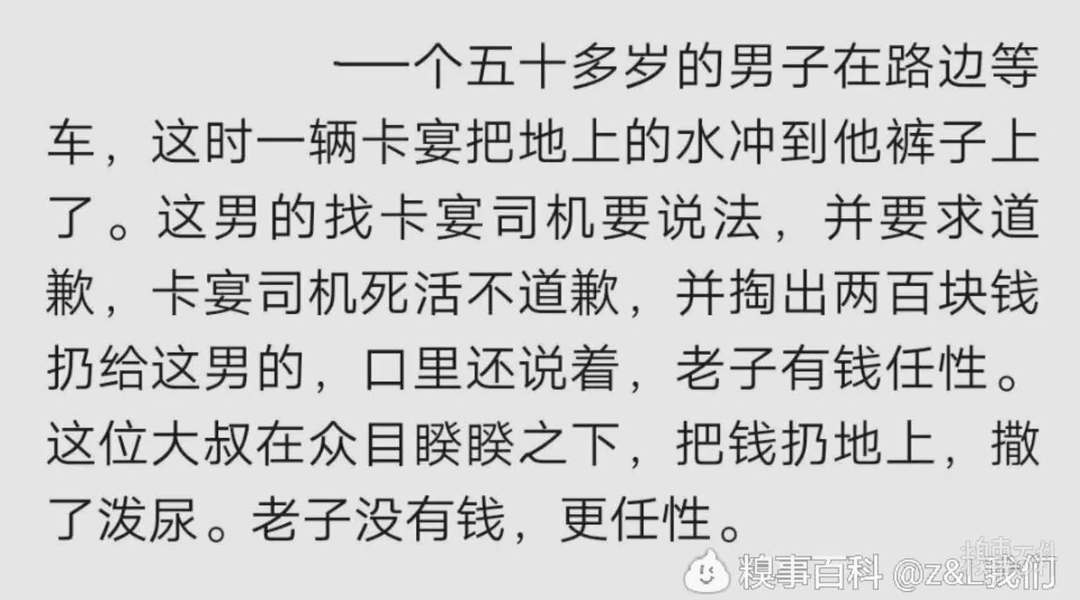 一个五十多岁的男子在路边等
车，这时一辆卡宴把地上的水冲到他裤子上
了。这男的找卡宴司机要说法，并要求道
歉，卡宴司机死活不道歉，并掏出两百块钱
扔给这男的，口里还说着，老子有钱任性。
这位大叔在众目睽睽之下，把钱扔地上，撒
了泼尿。老子没有钱，更任性。
糗事百科 @z&L我们